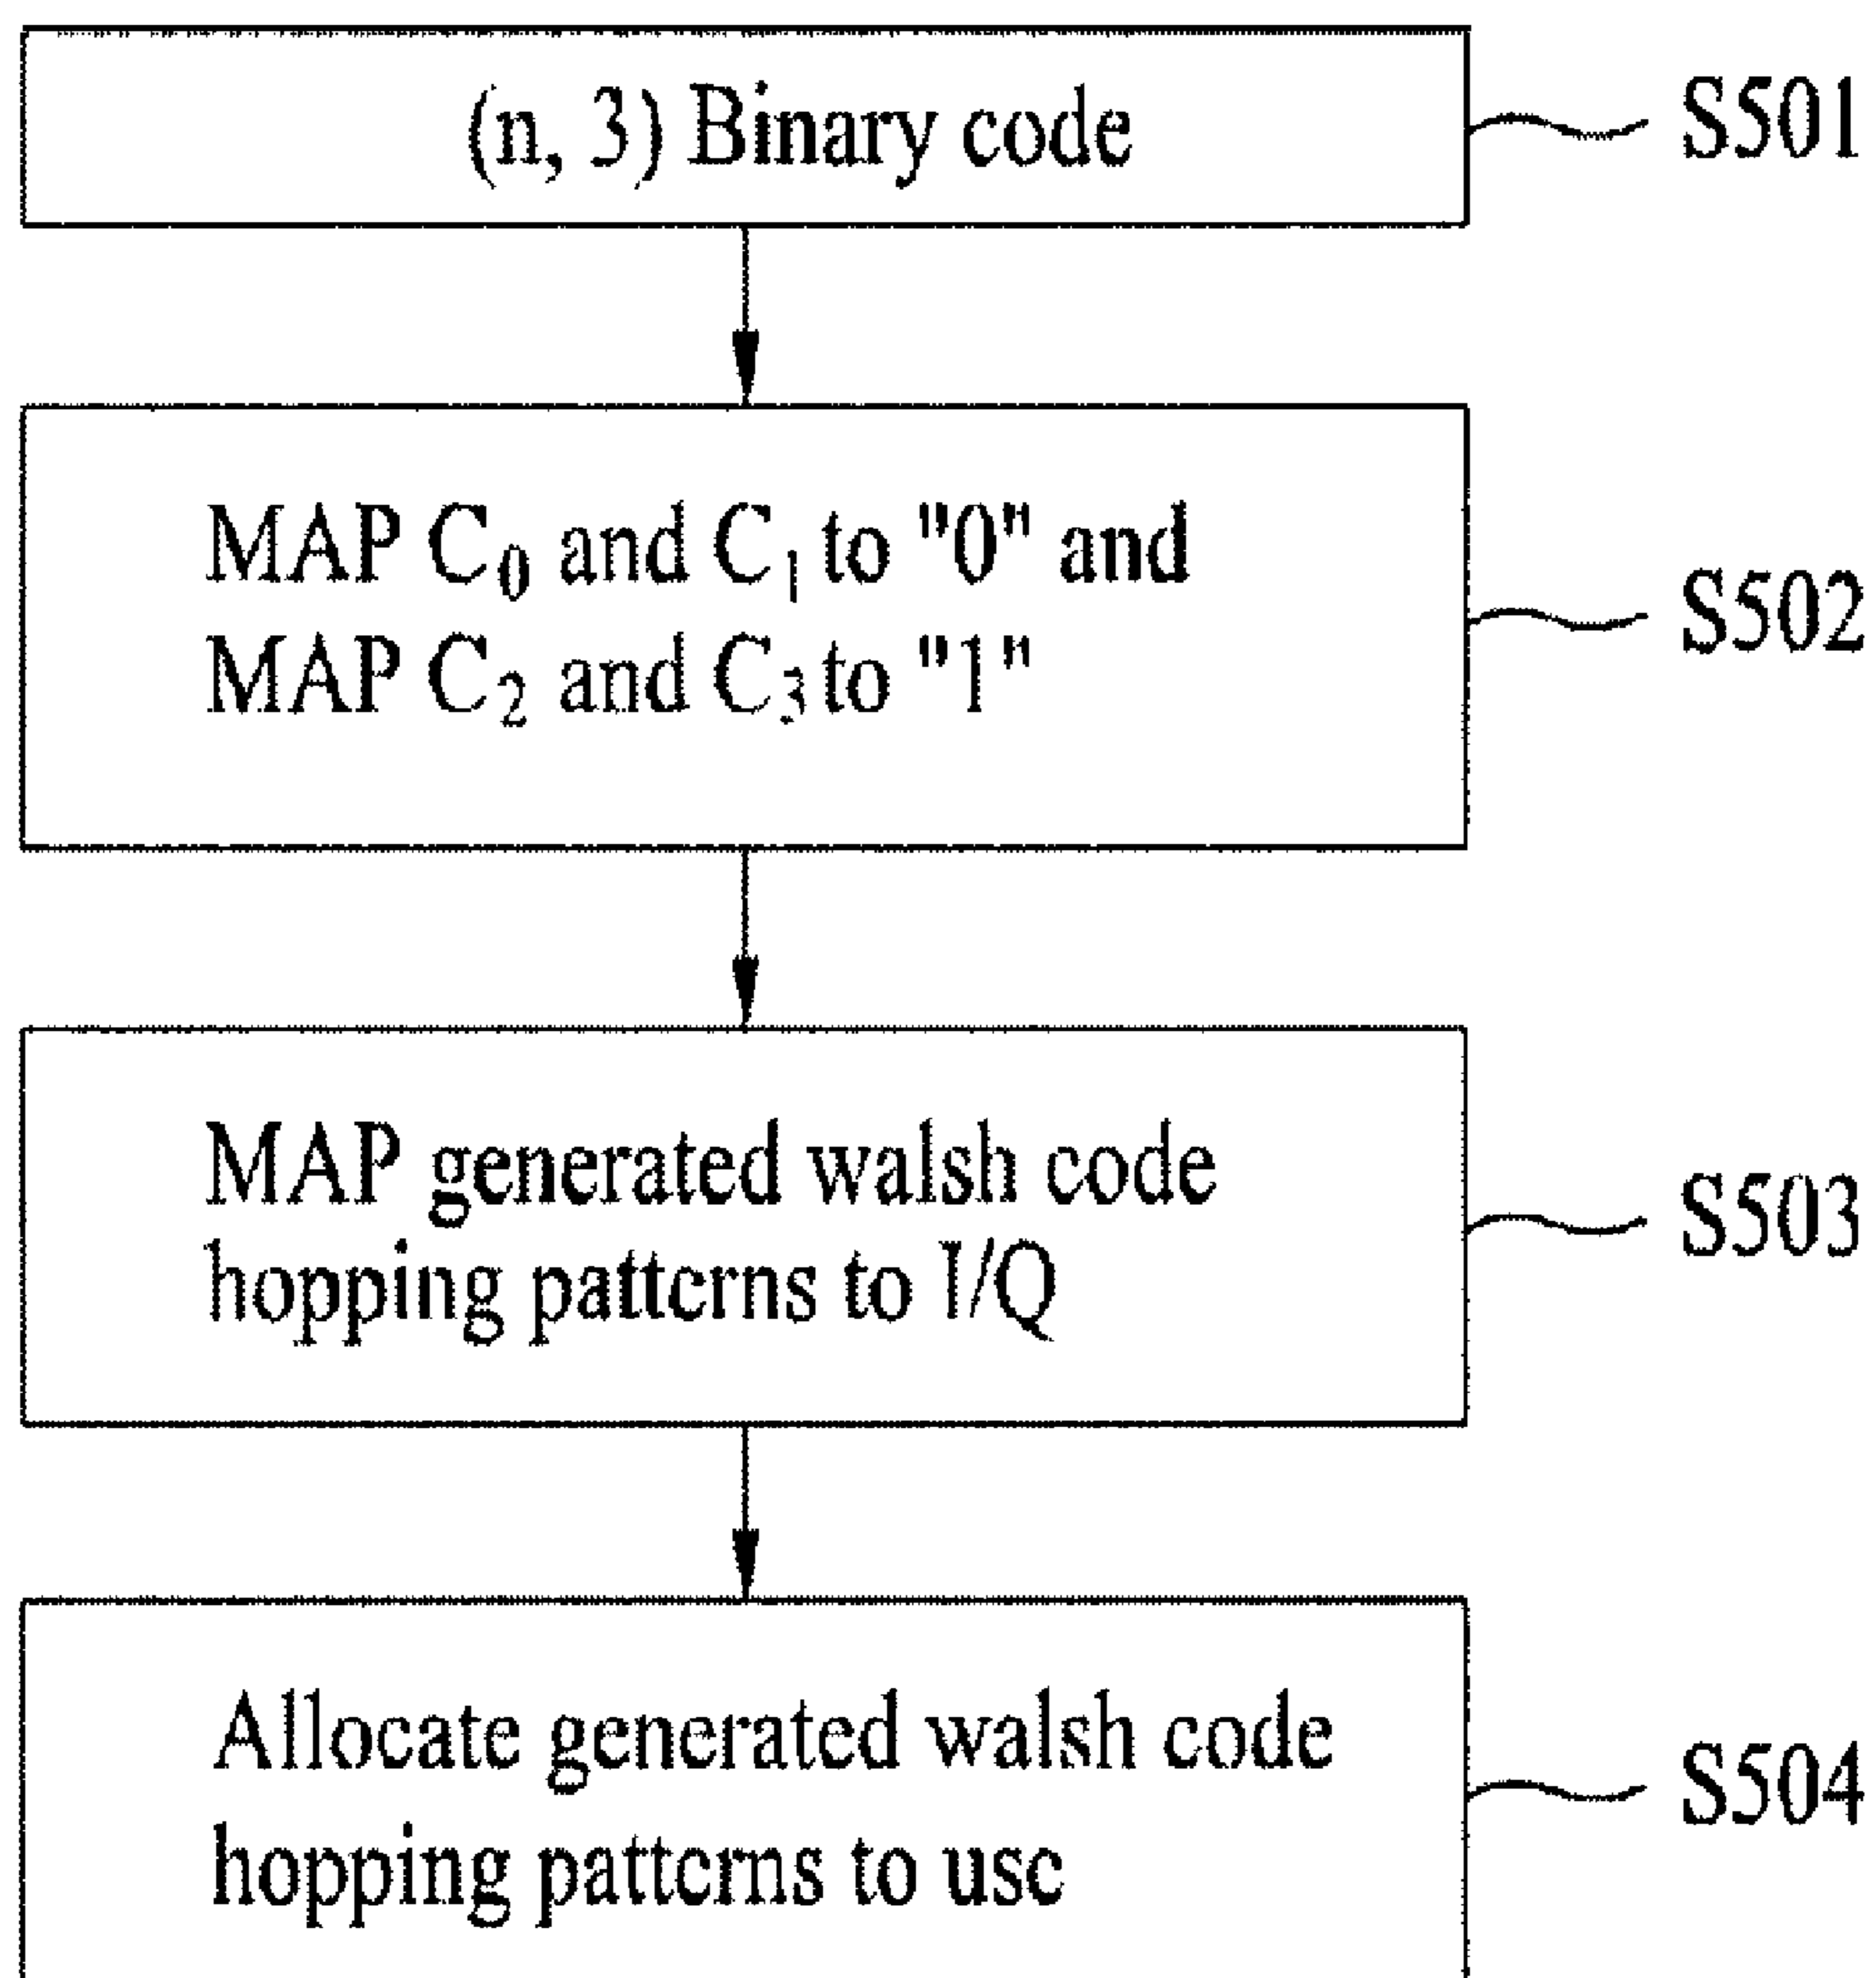 (n, 3) Binary code
S501
MAP C₀ and C₁ to "0" and
MAP C₂ and C₃ to "1"
S502
MAP generated walsh code
hopping patterns to I/Q
S503
Allocate generated walsh code
hopping patterns to use
S504